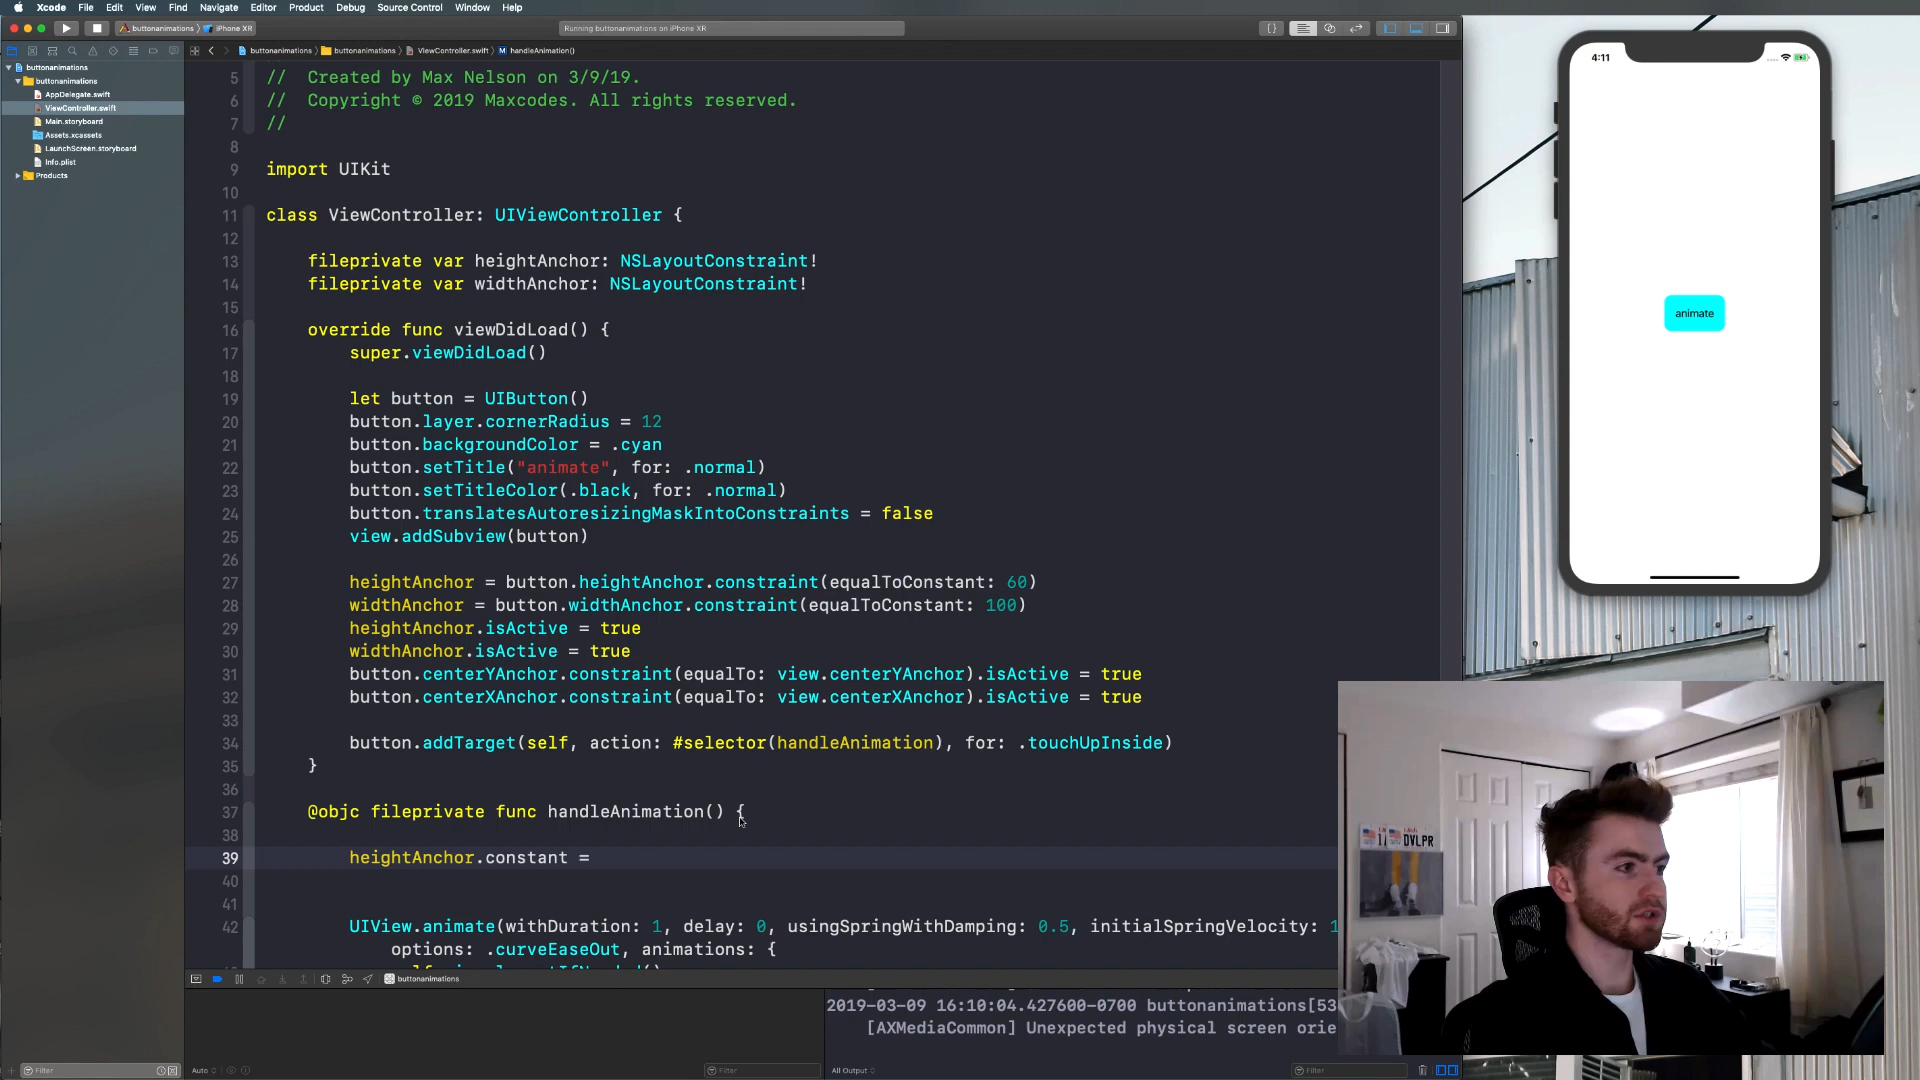 Xcode File Edit View Find Navigate Editor Product Debug Source Control Window Help
buttonanimations iPhone XR
Running buttonanimations on iPhone XR
buttonanimations buttonanimations ViewController.swift M handleAnimation()
buttonanimations
buttonanimations
AppDelegate.swift
ViewController.swift
Main.storyboard
Assets.xcassets
LaunchScreen.storyboard
Info.plist
Products
5 // Created by Max Nelson on 3/9/19.
6 // Copyright © 2019 Maxcodes. All rights reserved.
7 //
8
9 import UIKit
10
11 class ViewController: UIViewController {
12
13 fileprivate var heightAnchor: NSLayoutConstraint!
14 fileprivate var widthAnchor: NSLayoutConstraint!
15
16 override func viewDidLoad() {
17 super.viewDidLoad()
18
19 let button = UIButton()
20 button.layer.cornerRadius = 12
21 button.backgroundColor = .cyan
22 button.setTitle("animate", for: .normal)
23 button.setTitleColor(.black, for: .normal)
24 button.translatesAutoresizingMaskIntoConstraints = false
25 view.addSubview(button)
26
27 heightAnchor = button.heightAnchor.constraint(equalToConstant: 60)
28 widthAnchor = button.widthAnchor.constraint(equalToConstant: 100)
29 heightAnchor.isActive = true
30 widthAnchor.isActive = true
31 button.centerYAnchor.constraint(equalTo: view.centerYAnchor).isActive = true
32 button.centerXAnchor.constraint(equalTo: view.centerXAnchor).isActive = true
33
34 button.addTarget(self, action: #selector(handleAnimation), for: .touchUpInside)
35 }
36
37 @objc fileprivate func handleAnimation() {
38
39 heightAnchor.constant =
40
41
42 UIView.animate(withDuration: 1, delay: 0, usingSpringWithDamping: 0.5, initialSpringVelocity: 1
options: .curveEaseOut, animations: {
buttonanimations
2019-03-09 16:10:04.427600-0700 buttonanimations[53
[AXMediaCommon] Unexpected physical screen orie
Filter
Auto
Filter
All Output
Filter
4:11
animate
DVLPR